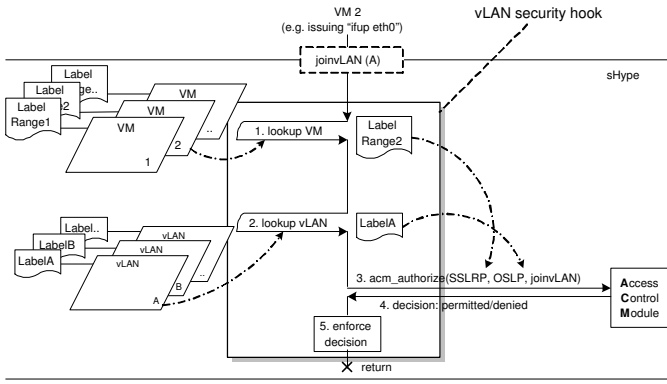 VM 2
(e.g. issuing “ifup eth0”)
vLAN security hook
joinvLAN (A)
sHype
Label
nge..
Label
e2
Label
Range1
VM
..
VM
2
VM
1
1. lookup VM
Label
Range2
Label..
LabelB
LabelA
vLAN
..
vLAN
B
vLAN
A
2. lookup vLAN
LabelA
3. acm_authorize(SSLRP, OSLP, joinvLAN)
4. decision: permitted/denied
Access
Control
Module
5. enforce
decision
return